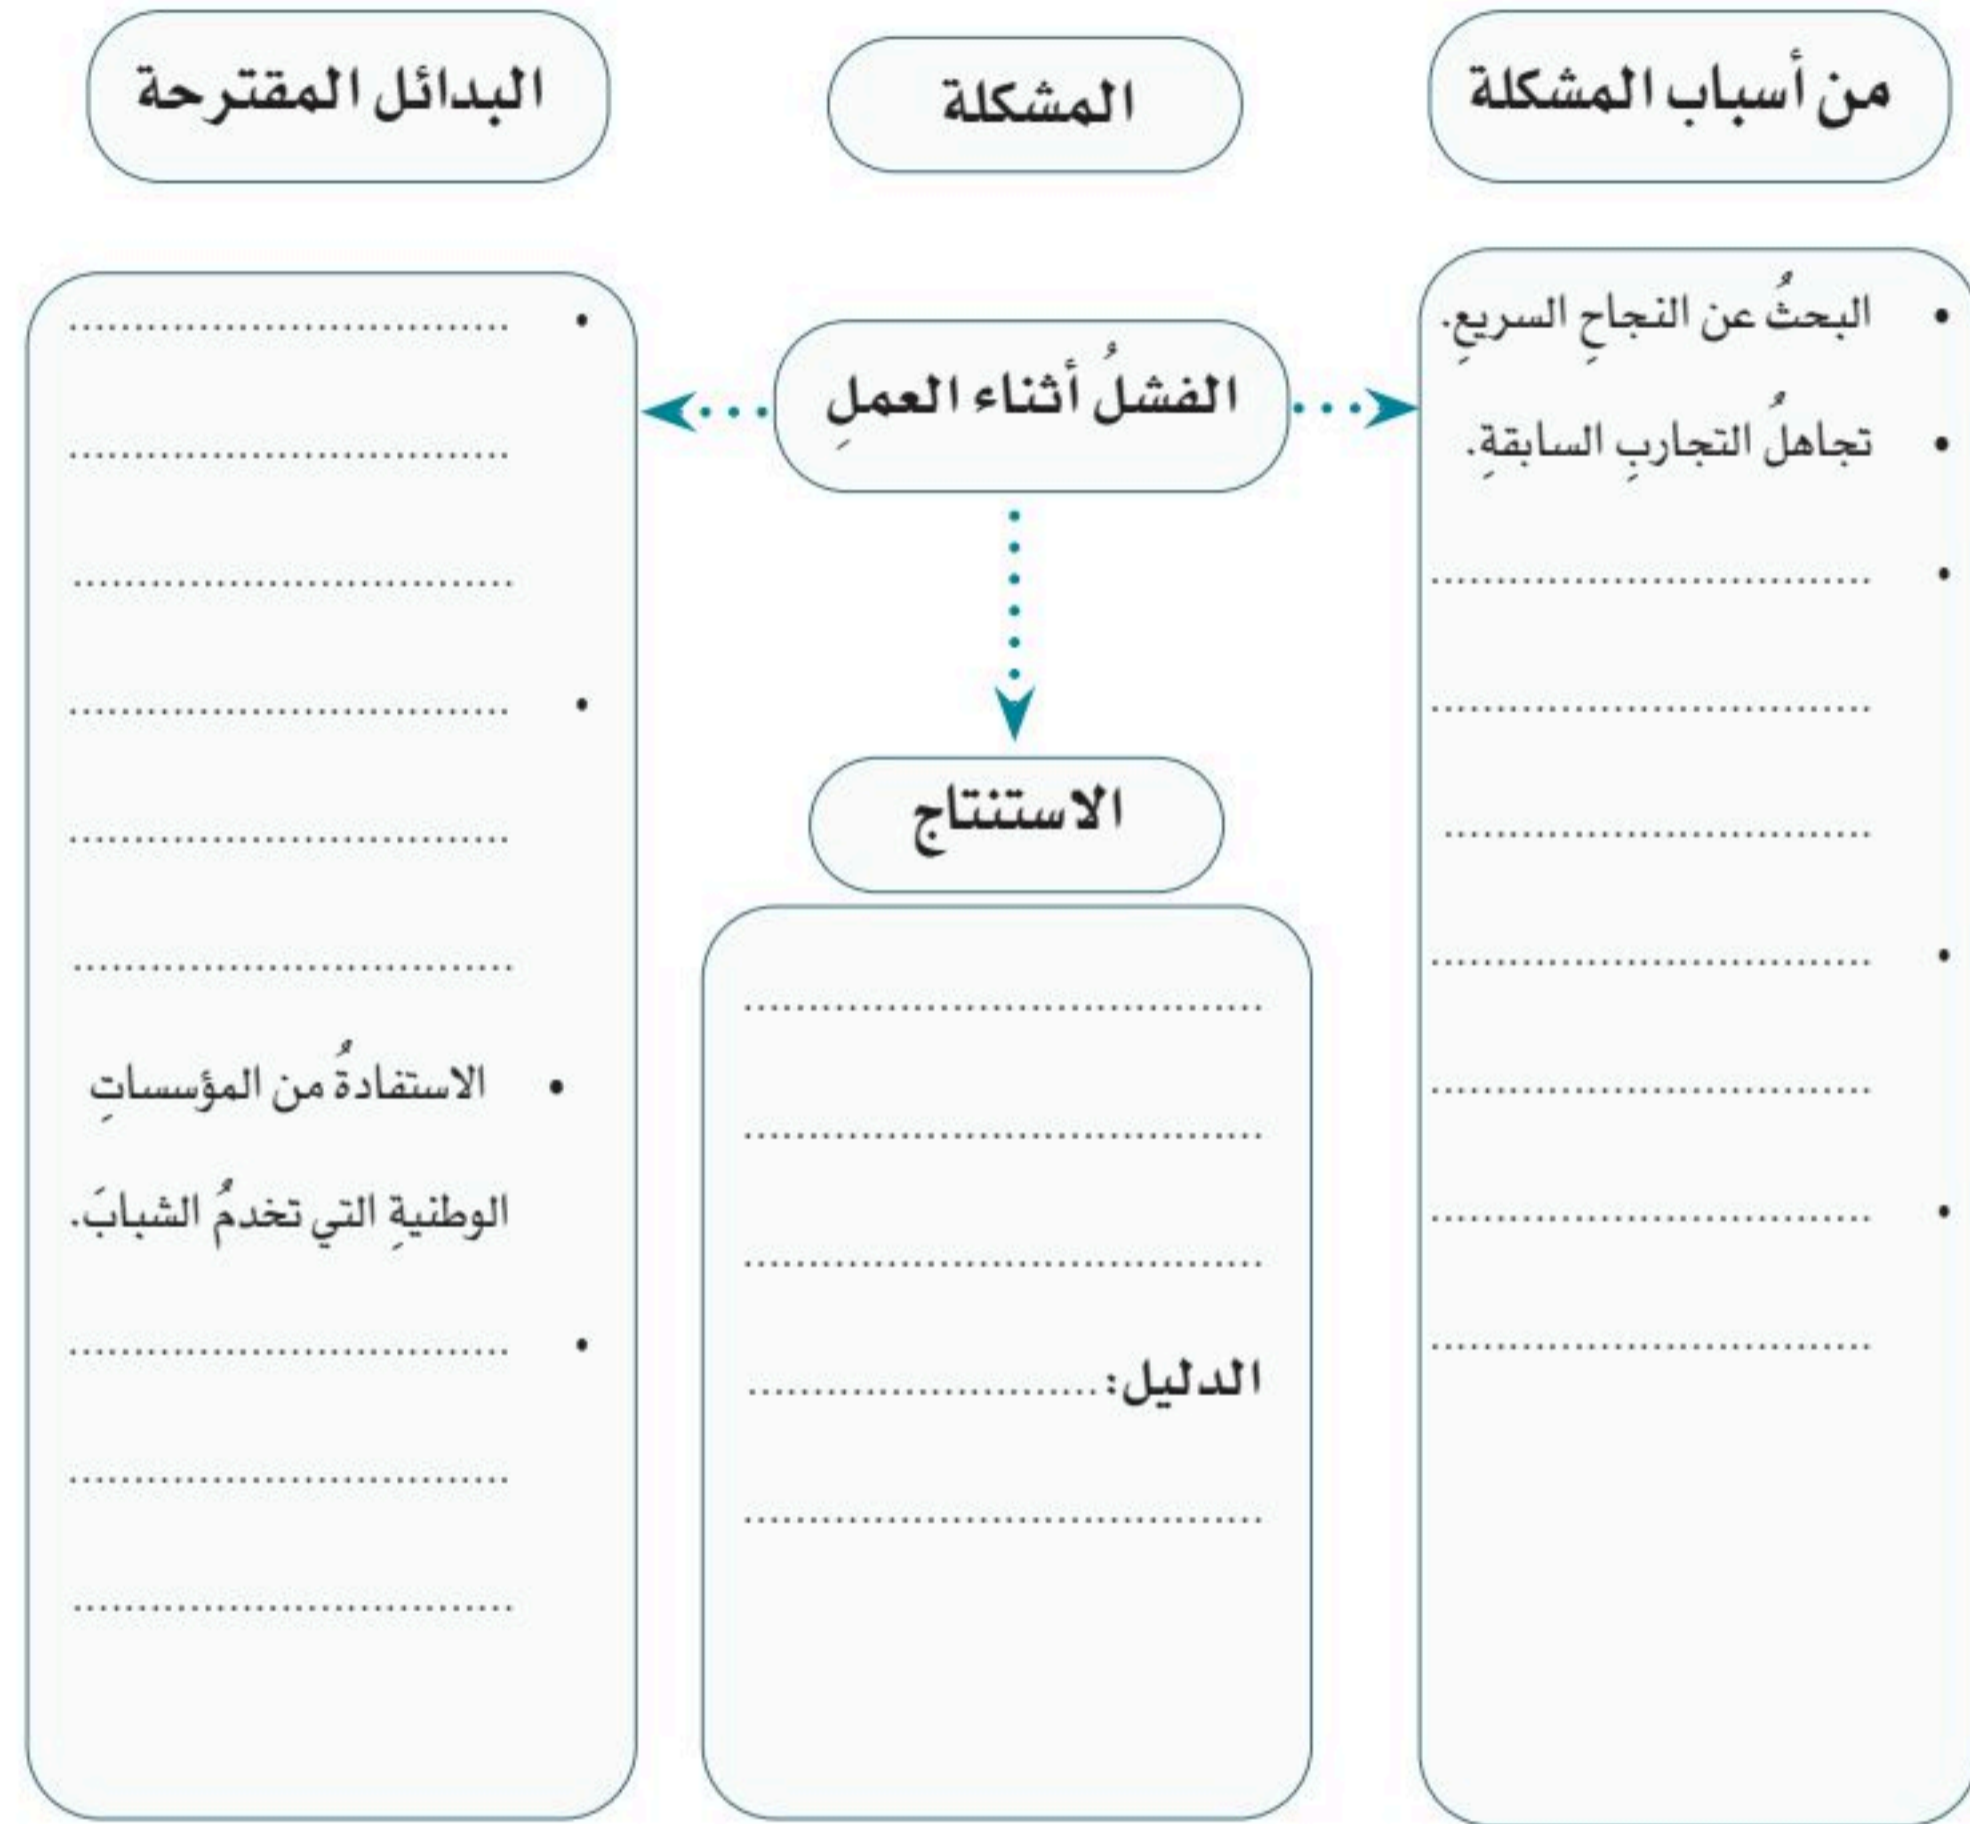 من أسباب المشكلة
المشكلة
البدائل المقترحة
• البحثُ عن النجاحِ السريعِ.
• تجاهلُ التجاربِ السابقةِ.
• ..................................
..................................
.................................
• ..................................
..................................
• ..................................
..................................
الفشلُ أثناء العملِ
الاستنتاج
........................................
........................................
........................................
الدليل: ...........................
........................................
• ..................................
..................................
..................................
• ..................................
..................................
..................................
• الاستفادةُ من المؤسساتِ
الوطنيةِ التي تخدمُ الشبابَ.
• ..................................
..................................
..................................